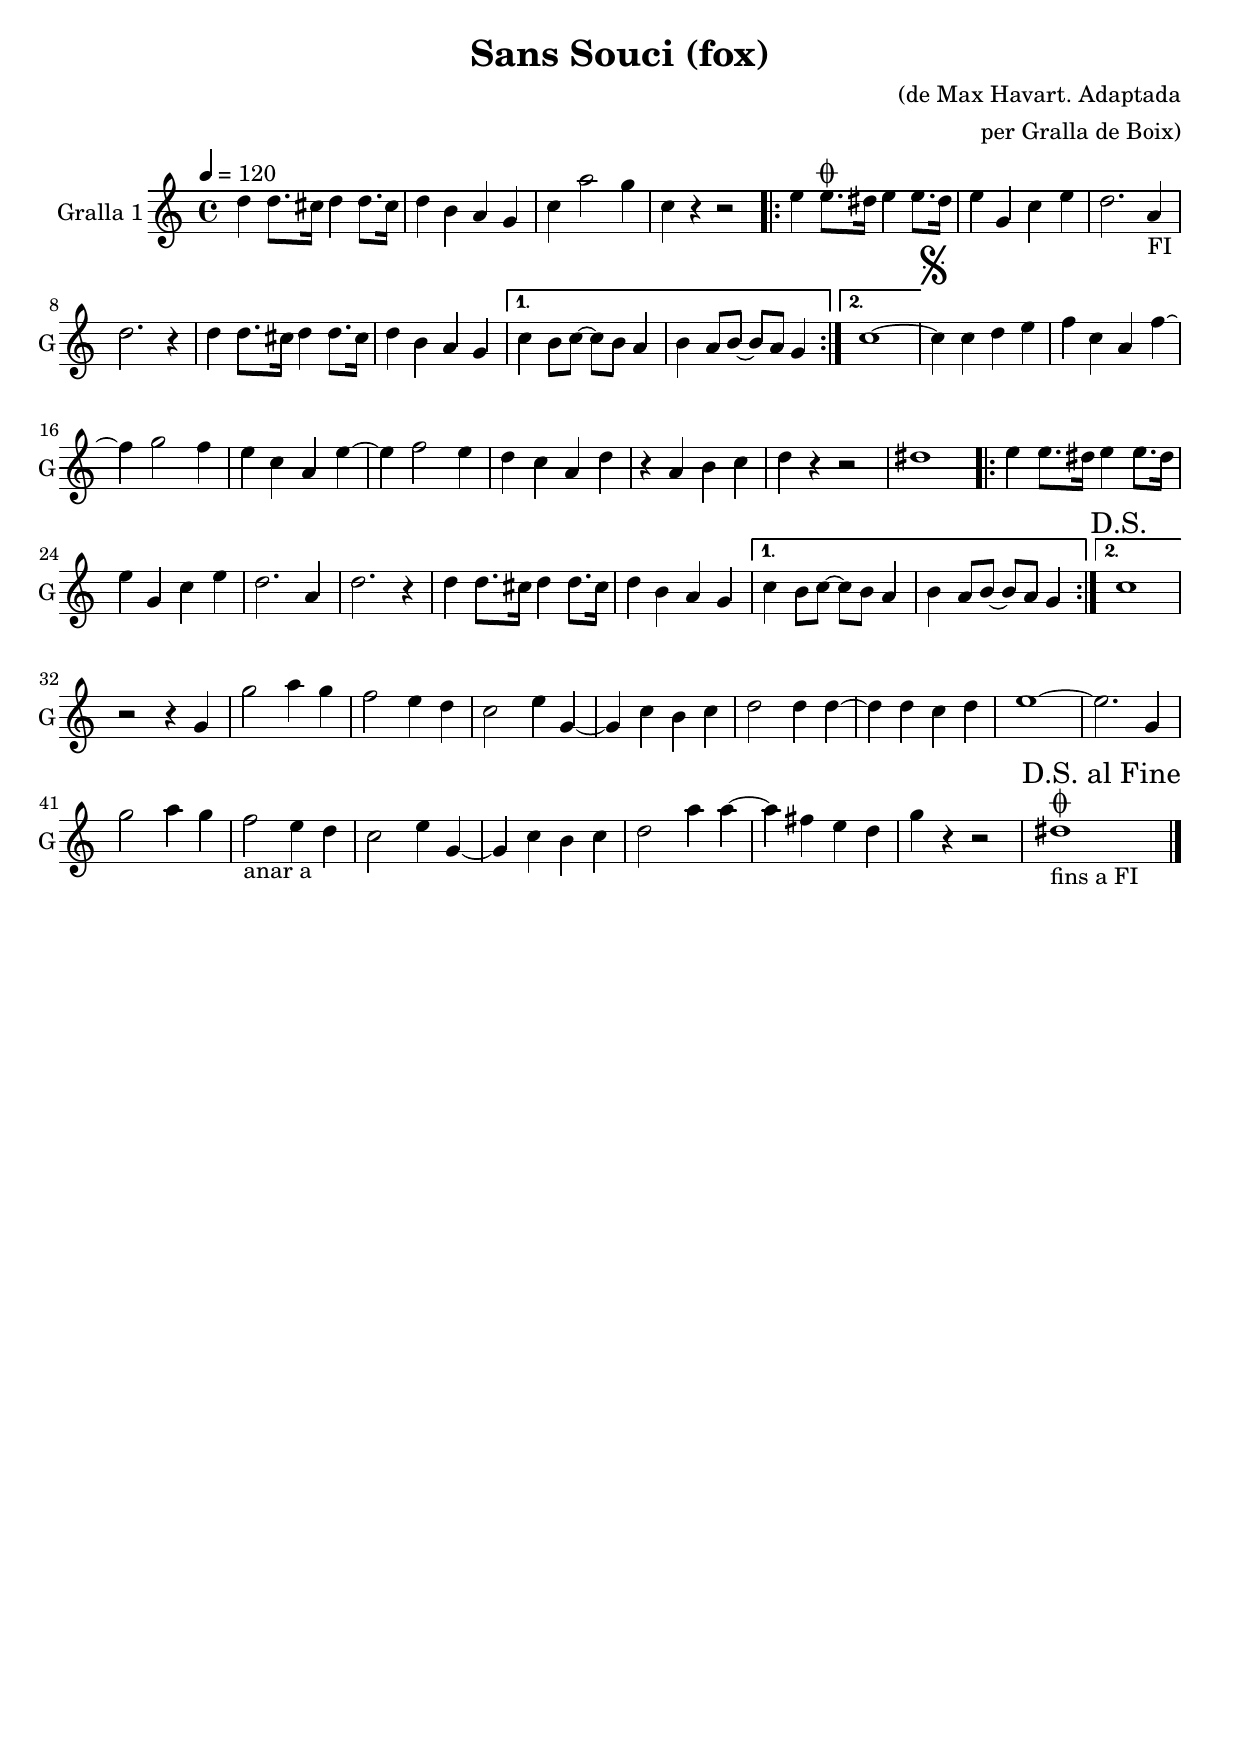 Sans Souci (fox)
(de Max Havart. Adaptada
per Gralla de Boix)
= 120
Gralla 1
FI
8
G
1.
2.
16
G
D.S.
24
G
1.
2.
32
G
D.S. al Fine
41
G
anar a
fins a FI